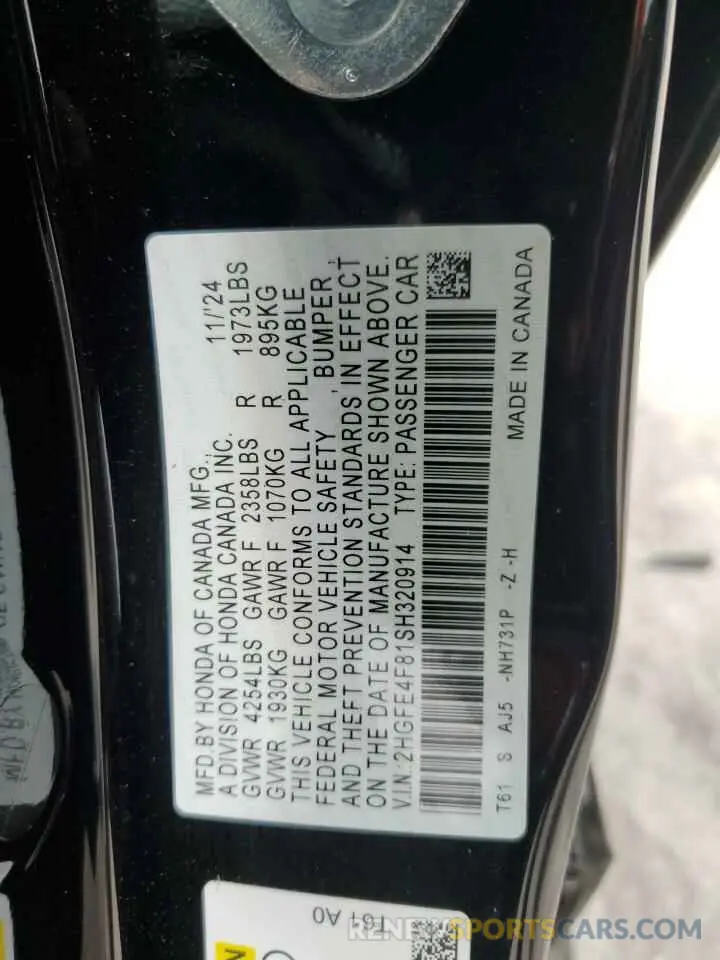 MFD.BY HONDA OF CANADA MFG., 11/'24
A DIVISION OF HONDA CANADA INC.
GVWR 4254LBS GAWR F 2358LBS R 1973LBS
GVWR 1930KG GAWR F 1070KG R 895KG
THIS VEHICLE CONFORMS TO ALL APPLICABLE
FEDERAL MOTOR VEHICLE SAFETY , BUMPER ,
AND THEFT PREVENTION STANDARDS IN EFFECT
ON THE DATE OF MANUFACTURE SHOWN ABOVE.
V.I.N:2HGFE4F81SH320914 TYPE: PASSENGER CAR
T61 S AJ5 -NH731P -Z -H MADE IN CANADA
T61 A0
RENEWSPORTSCARS.COM